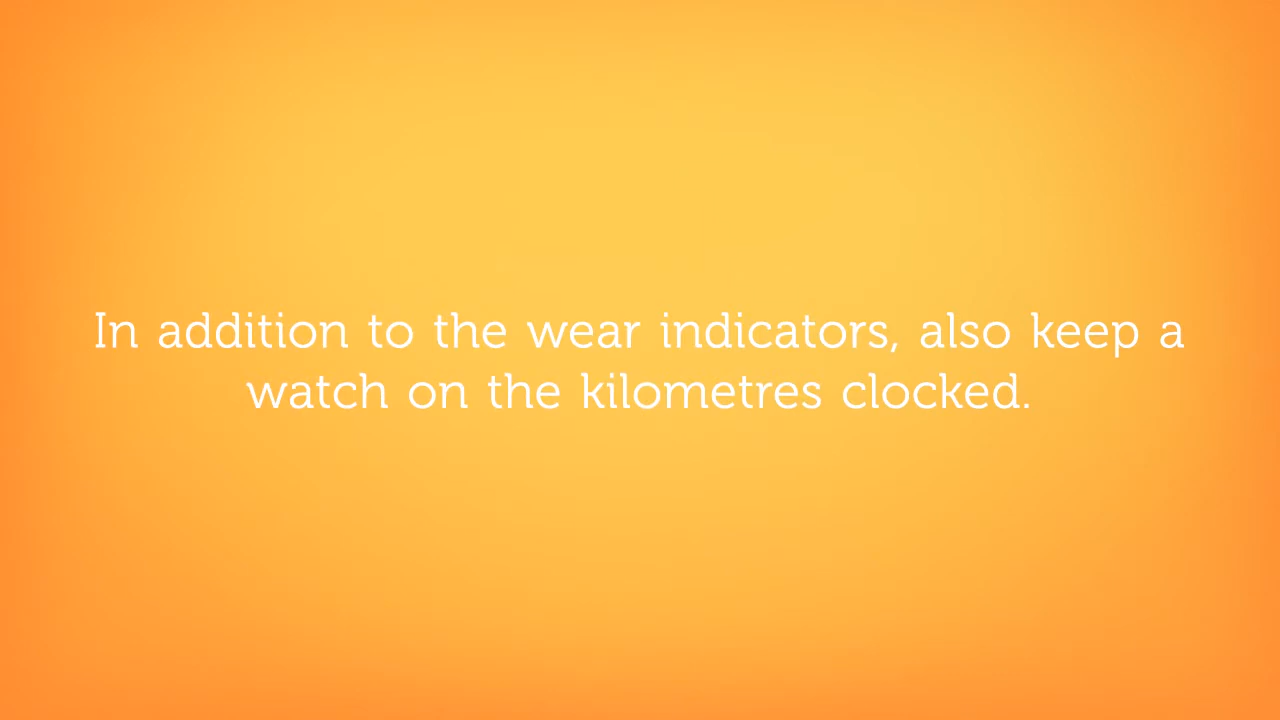 In addition to the wear indicators, also keep a
watch on the kilometres clocked.